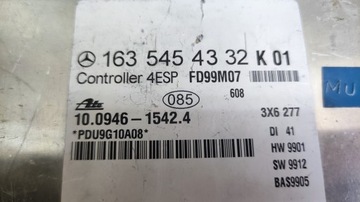 163 545 43 32 K 01
Controller 4ESP FD99M07
608
085
Ate
10.0946-1542.4 3X6 277
*PDU9G10A08* DI 41
HW 9901
SW 9912
BAS9905
MU